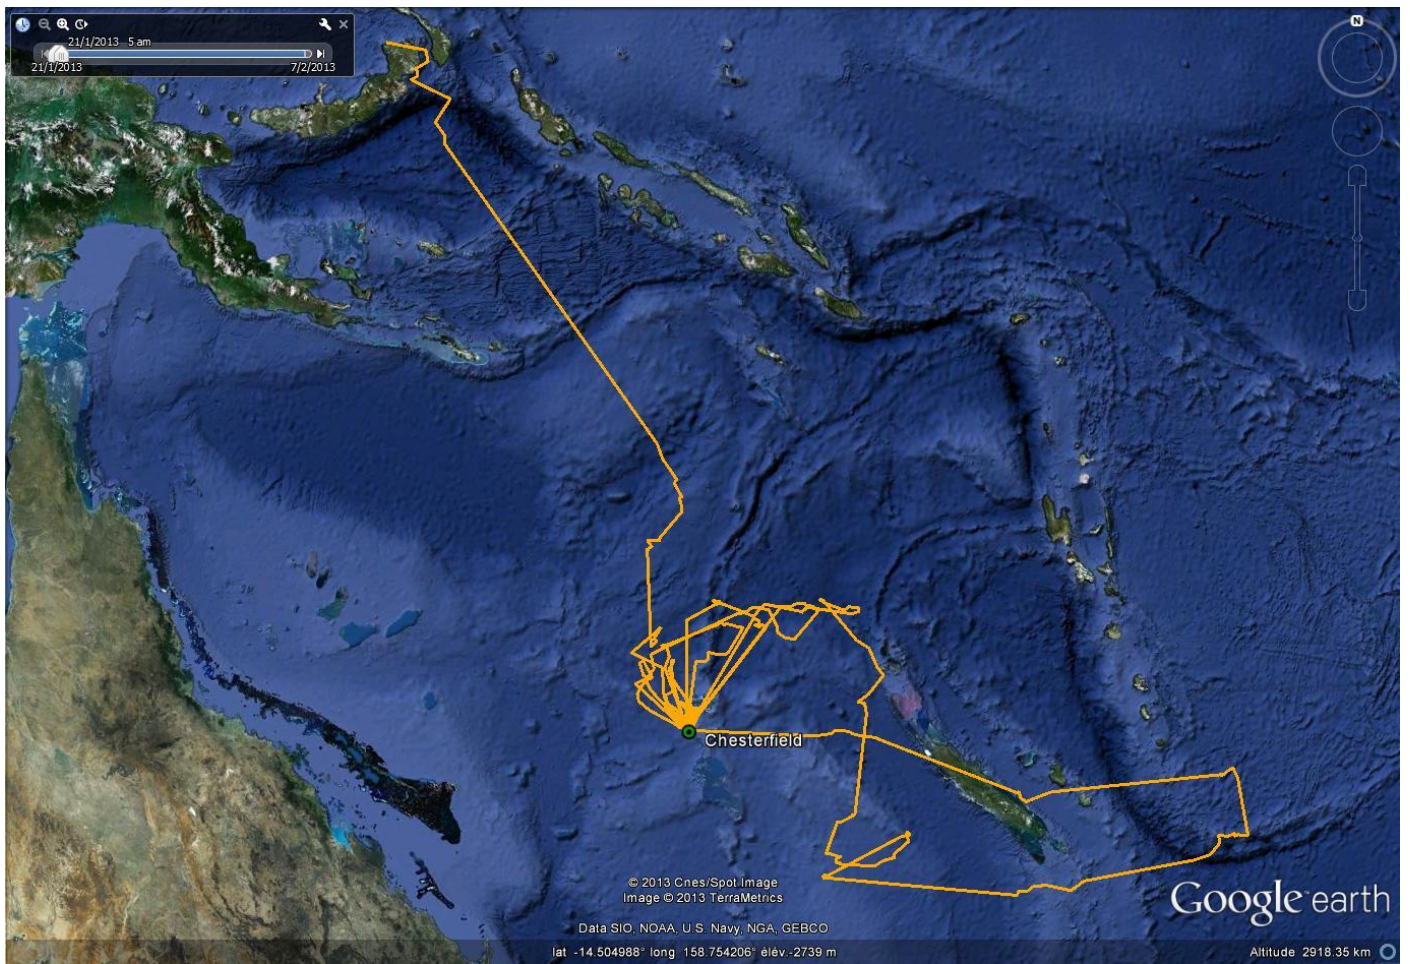 21/1/2013 5 am
21/1/2013 7/2/2013
N
Chesterfield
© 2013 Cnes/Spot Image
Image © 2013 TerraMetrics
Data SIO, NOAA, U.S. Navy, NGA, GEBCO
Google earth
lat -14.504988° long 158.754206° élév.-2739 m
Altitude 2918.35 km